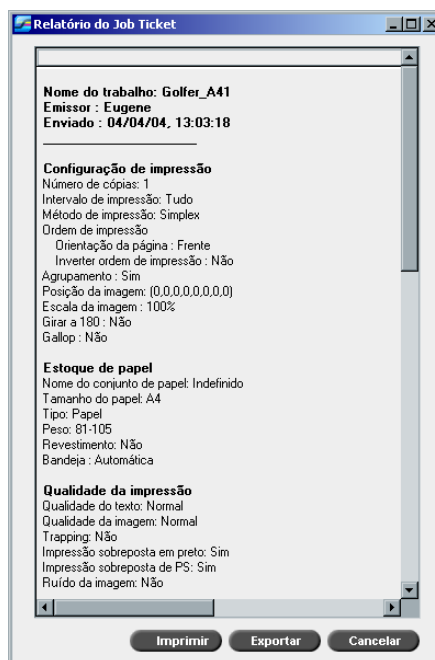 Relatório do Job Ticket
Nome do trabalho: Golfer_A41
Emissor : Eugene
Enviado : 04/04/04, 13:03:18
Configuração de impressão
Número de cópias: 1
Intervalo de impressão: Tudo
Método de impressão: Simplex
Ordem de impressão
Orientação da página : Frente
Inverter ordem de impressão : Não
Agrupamento : Sim
Posição da imagem: (0,0,0,0,0,0,0,0)
Escala da imagem : 100%
Girar a 180 : Não
Gallop : Não
Estoque de papel
Nome do conjunto de papel: Indefinido
Tamanho do papel: A4
Tipo: Papel
Peso: 81-105
Revestimento: Não
Bandeja : Automática
Qualidade da impressão
Qualidade do texto: Normal
Qualidade da imagem: Normal
Trapping: Não
Impressão sobreposta em preto: Sim
Impressão sobreposta de PS: Sim
Ruído da imagem: Não
Imprimir Exportar Cancelar